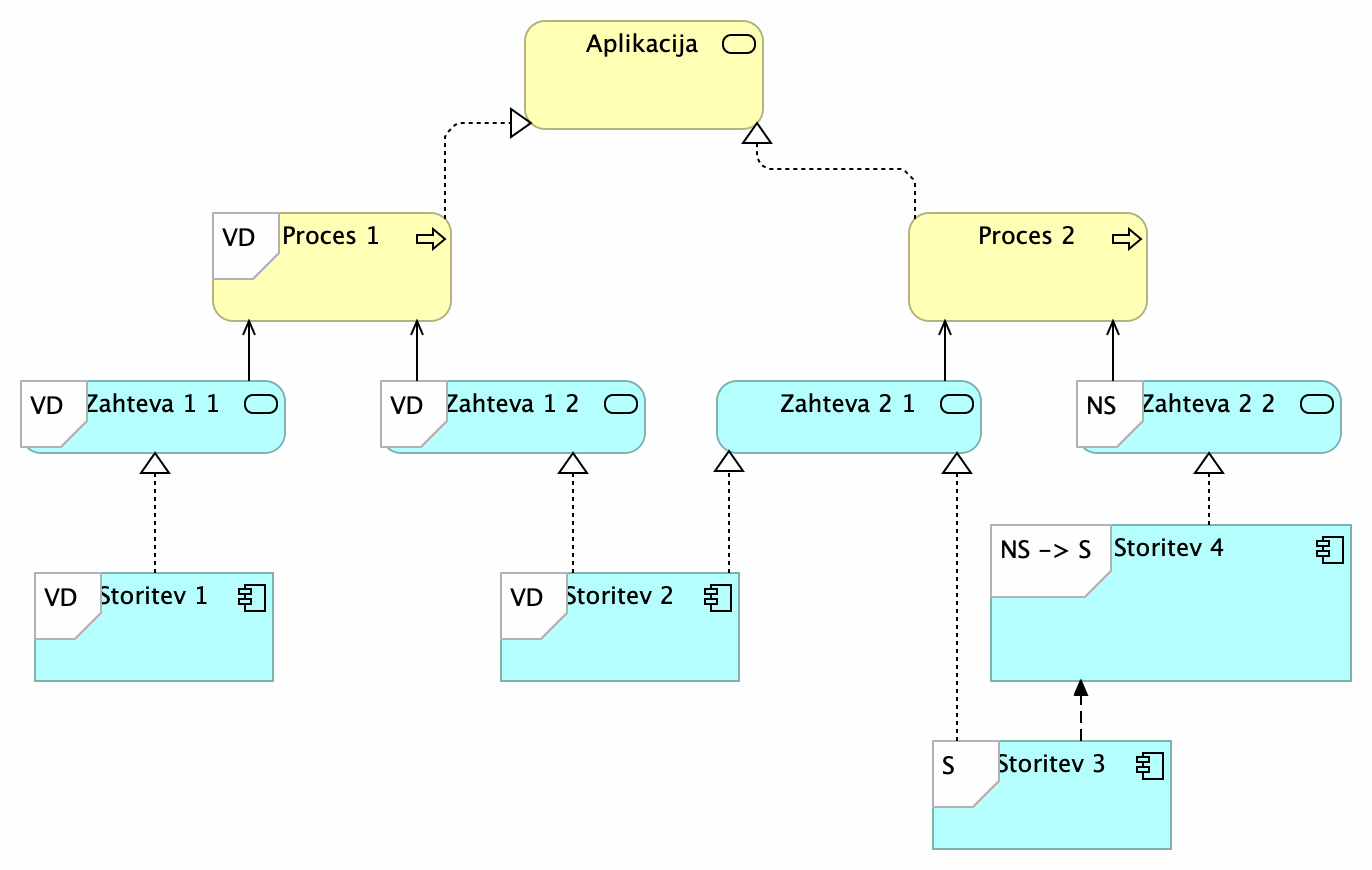 Aplikacija
VD
Proces 1
Proces 2
VD
Zahteva 1 1
VD
Zahteva 1 2
Zahteva 2 1
NS
Zahteva 2 2
NS -> S
Storitev 4
VD
Storitev 1
VD
Storitev 2
S
Storitev 3